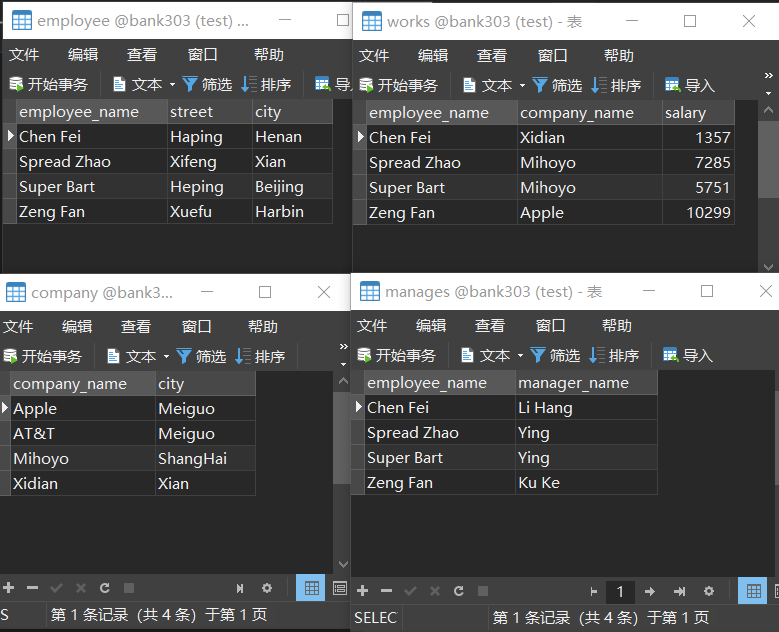 employee @bank303 (test) ...
文件 编辑 查看 窗口 帮助
开始事务 文本 筛选 排序 导
employee_name street city
Chen Fei Haping Henan
Spread Zhao Xifeng Xian
Super Bart Heping Beijing
Zeng Fan Xuefu Harbin
works @bank303 (test) - 表
文件 编辑 查看 窗口 帮助
开始事务 文本 筛选 排序 导入
employee_name company_name salary
Chen Fei Xidian 1357
Spread Zhao Mihoyo 7285
Super Bart Mihoyo 5751
Zeng Fan Apple 10299
company @bank3...
文件 编辑 查看 窗口 帮助
开始事务 文本 筛选 排序
company_name city
Apple Meiguo
AT&T Meiguo
Mihoyo ShangHai
Xidian Xian
S 第 1 条记录 (共 4 条) 于第 1 页
manages @bank303 (test) - 表
文件 编辑 查看 窗口 帮助
开始事务 文本 筛选 排序 导入
employee_name manager_name
Chen Fei Li Hang
Spread Zhao Ying
Super Bart Ying
Zeng Fan Ku Ke
1
SELEC 第 1 条记录 (共 4 条) 于第 1 页